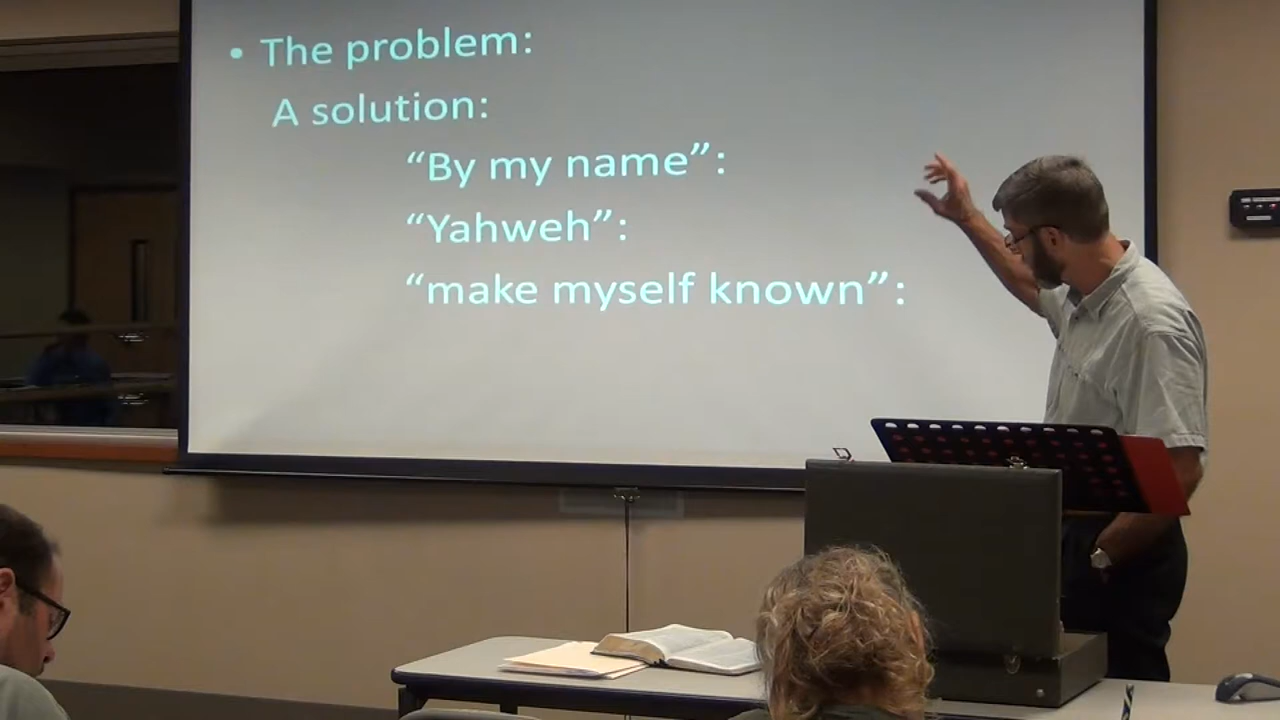 • The problem:
A solution:
“By my name”:
“Yahweh”:
“make myself known”: